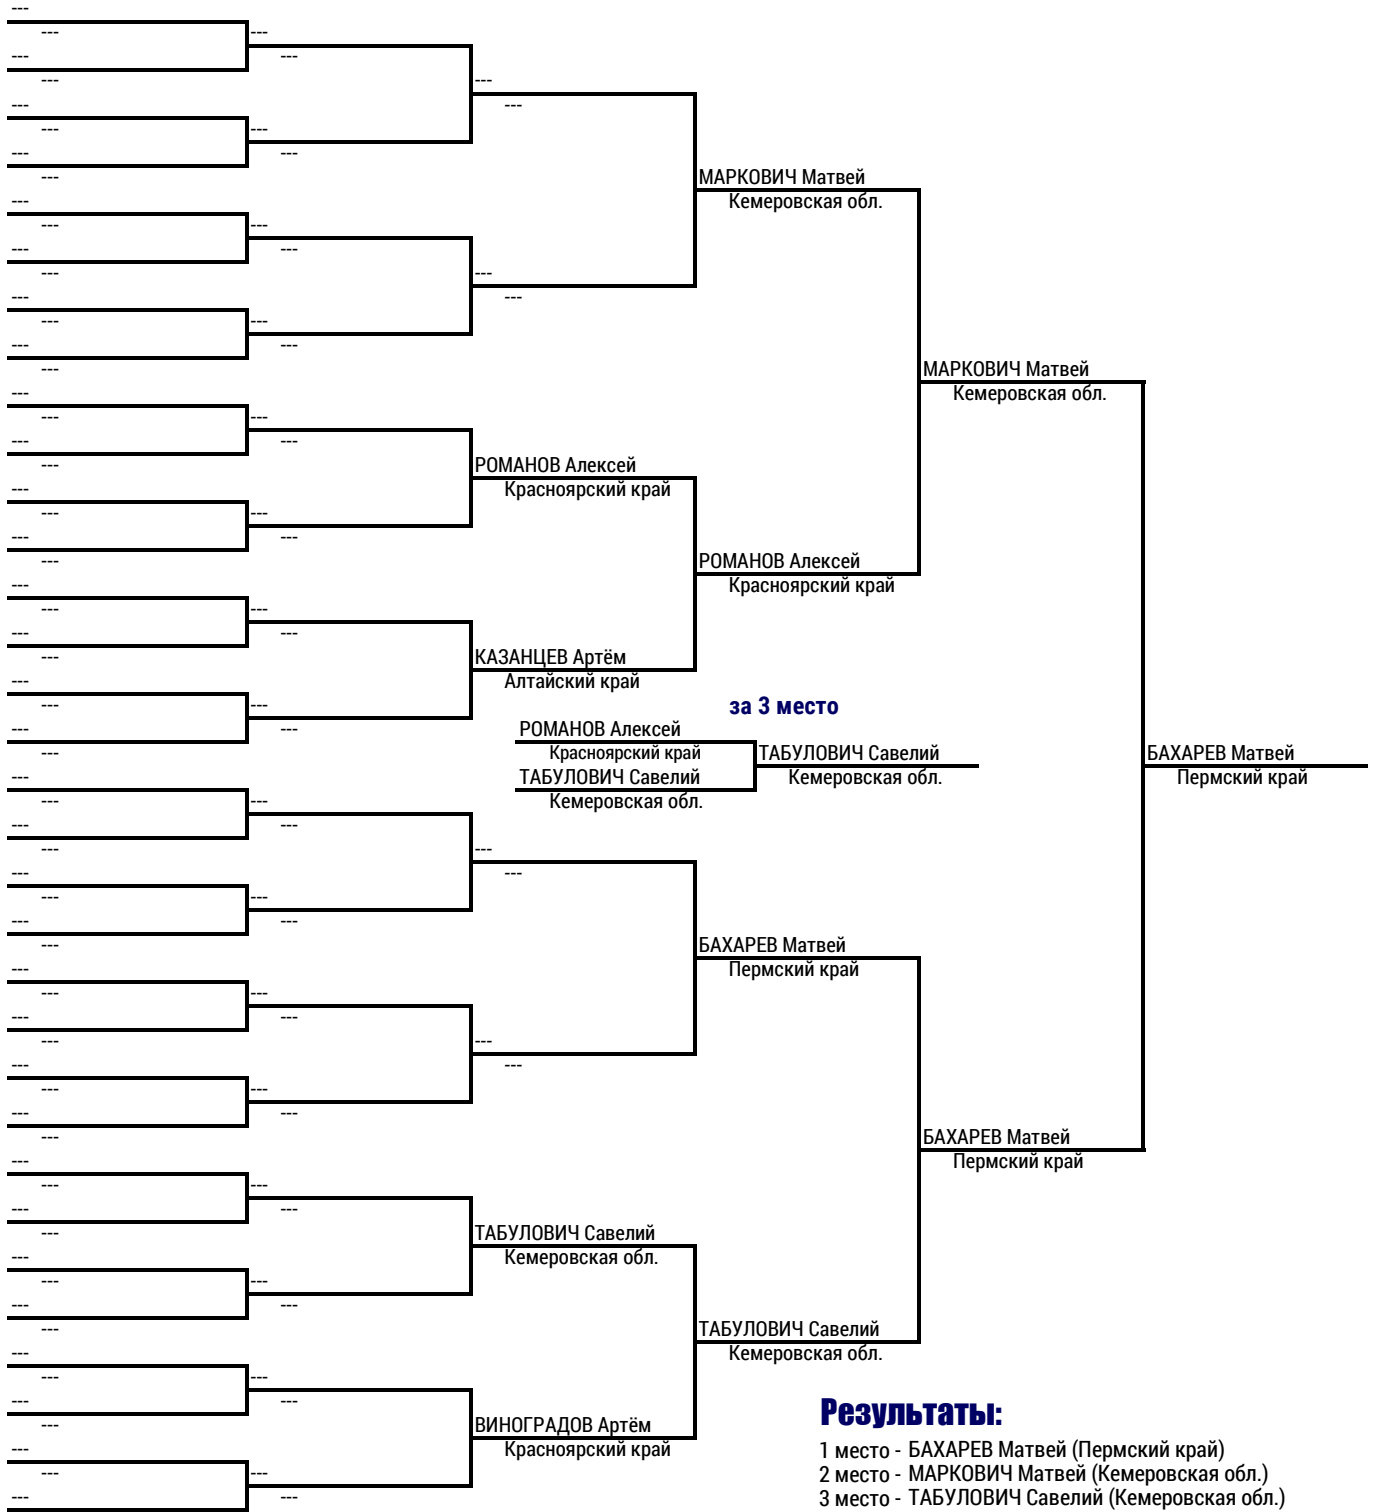 ---
--- ---
--- ---
--- ---
--- ---
--- ---
--- ---
--- МАРКОВИЧ Матвей
--- Кемеровская обл.
--- ---
--- ---
--- ---
--- ---
--- ---
--- ---
--- МАРКОВИЧ Матвей
--- Кемеровская обл.
--- ---
--- ---
--- РОМАНОВ Алексей
--- Красноярский край
--- ---
--- ---
--- РОМАНОВ Алексей
--- Красноярский край
--- ---
--- ---
--- КАЗАНЦЕВ Артём
--- Алтайский край
--- --- за 3 место
--- --- РОМАНОВ Алексей
--- Красноярский край ТАБУЛОВИЧ Савелий БАХАРЕВ Матвей
--- ТАБУЛОВИЧ Савелий Кемеровская обл. Пермский край
--- --- Кемеровская обл.
--- ---
--- ---
--- ---
--- ---
--- ---
--- БАХАРЕВ Матвей
--- Пермский край
--- ---
--- ---
--- ---
--- ---
--- ---
--- ---
--- БАХАРЕВ Матвей
--- Пермский край
--- ---
--- ---
--- ТАБУЛОВИЧ Савелий
--- Кемеровская обл.
--- ---
--- ---
--- ТАБУЛОВИЧ Савелий
--- Кемеровская обл.
--- ---
--- ---
--- ВИНОГРАДОВ Артём
--- Красноярский край
--- ---
--- ---
Результаты:
1 место - БАХАРЕВ Матвей (Пермский край)
2 место - МАРКОВИЧ Матвей (Кемеровская обл.)
3 место - ТАБУЛОВИЧ Савелий (Кемеровская обл.)